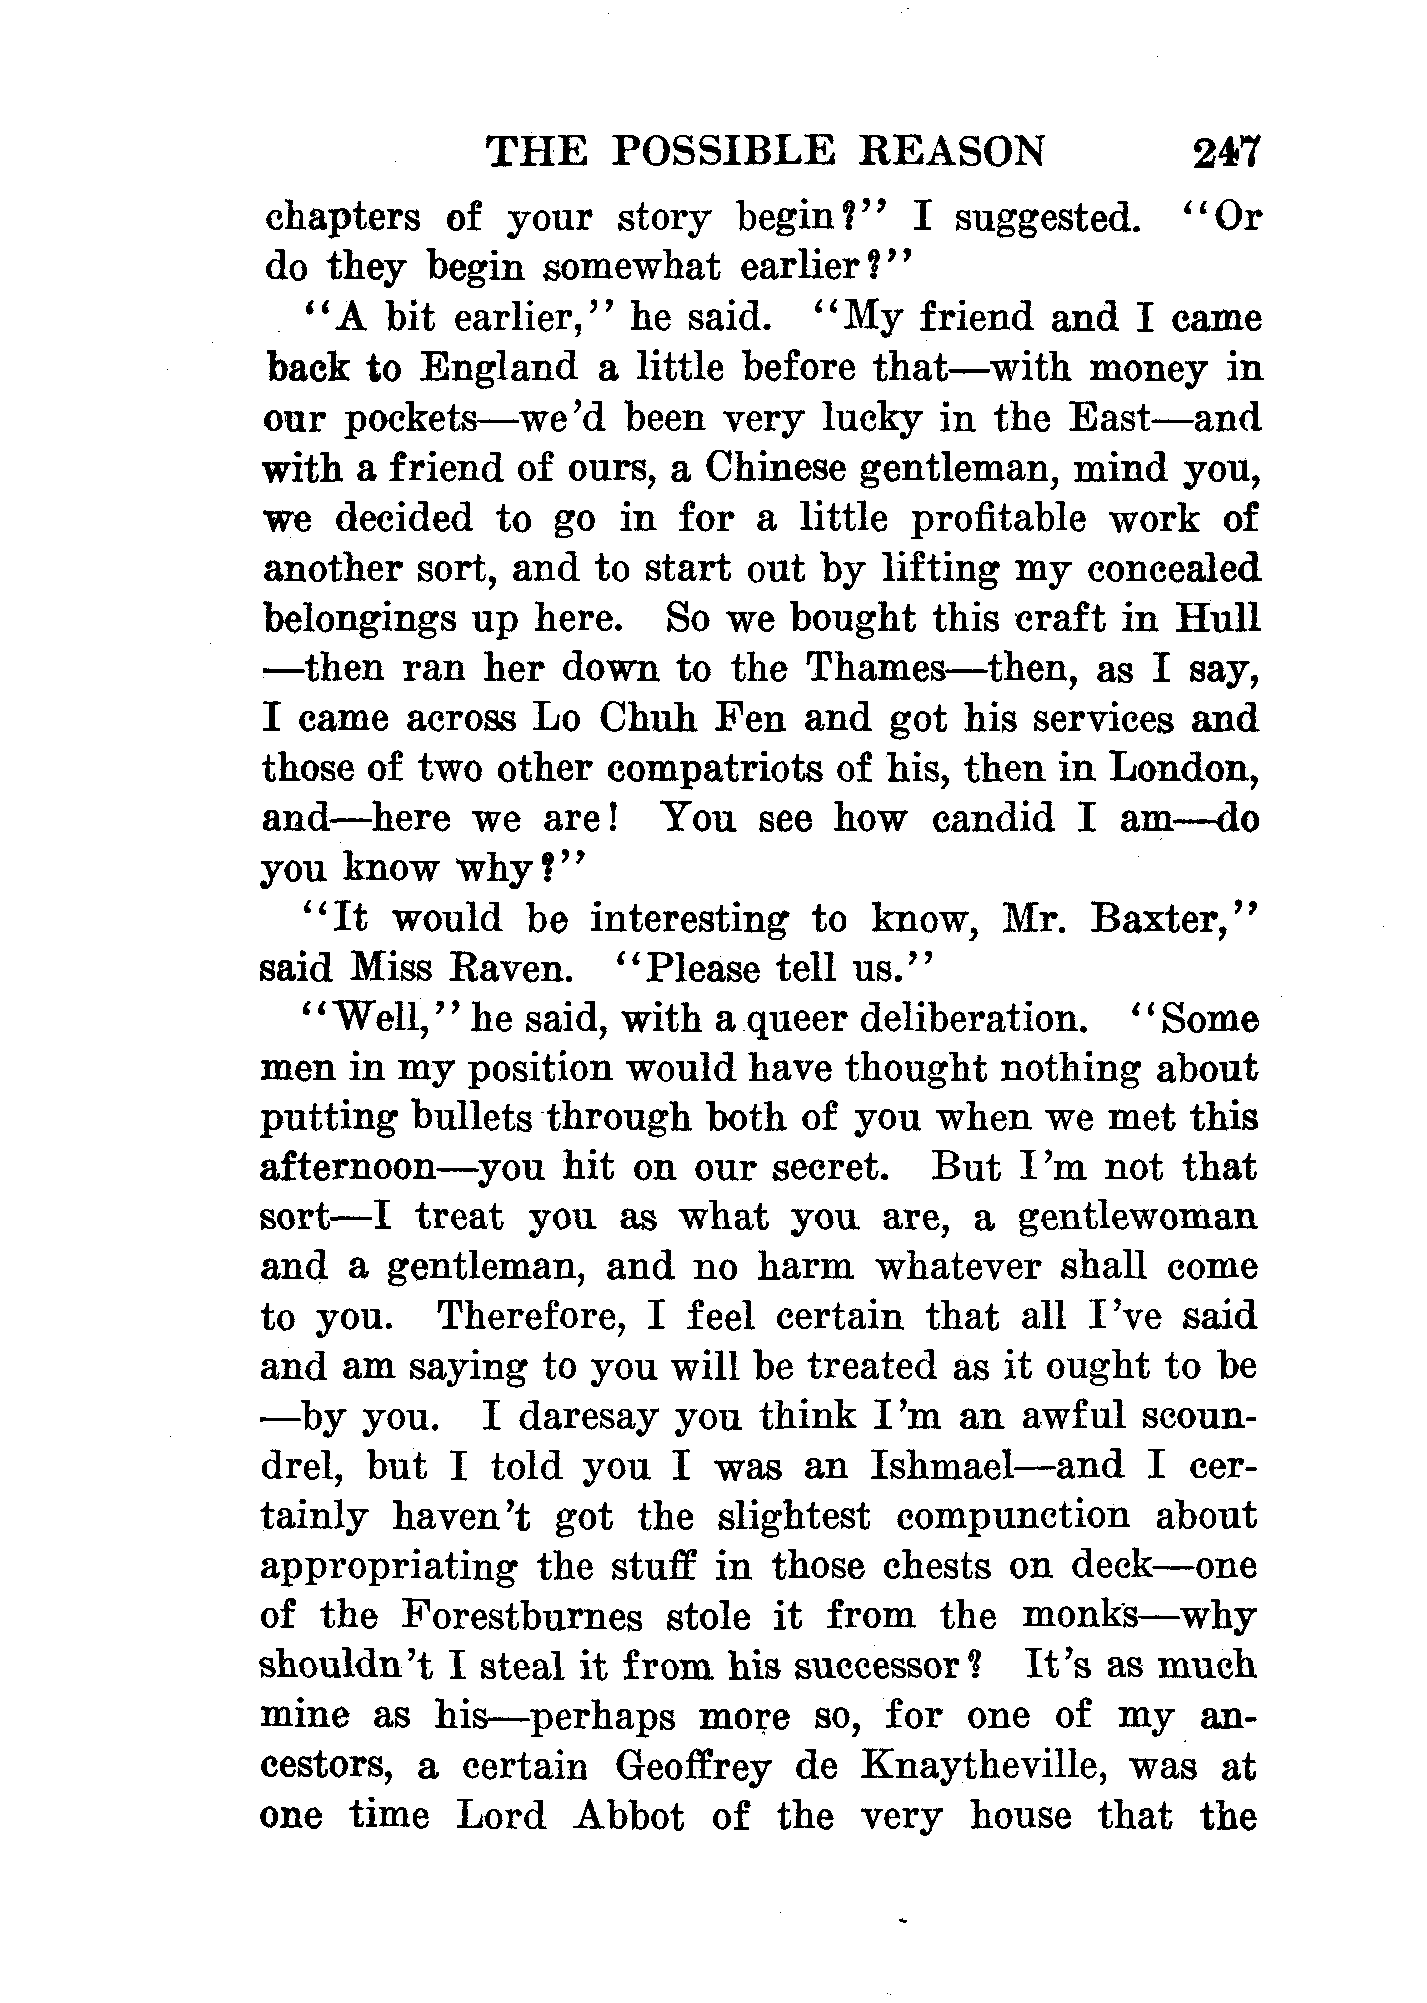 THE POSSIBLE REASON 247
chapters of your story begin?" I suggested. "Or
do they begin somewhat earlier?"
"A bit earlier," he said. "My friend and I came
back to England a little before that—with money in
our pockets—we'd been very lucky in the East—and
with a friend of ours, a Chinese gentleman, mind you,
we decided to go in for a little profitable work of
another sort, and to start out by lifting my concealed
belongings up here. So we bought this craft in Hull
—then ran her down to the Thames—then, as I say,
I came across Lo Chuh Fen and got his services and
those of two other compatriots of his, then in London,
and—here we are! You see how candid I am—do
you know why?"
"It would be interesting to know, Mr. Baxter,"
said Miss Raven. "Please tell us."
"Well," he said, with a queer deliberation. "Some
men in my position would have thought nothing about
putting bullets through both of you when we met this
afternoon—you hit on our secret. But I'm not that
sort—I treat you as what you are, a gentlewoman
and a gentleman, and no harm whatever shall come
to you. Therefore, I feel certain that all I've said
and am saying to you will be treated as it ought to be
—by you. I daresay you think I'm an awful scoun-
drel, but I told you I was an Ishmael—and I cer-
tainly haven't got the slightest compunction about
appropriating the stuff in those chests on deck—one
of the Forestburnes stole it from the monks—why
shouldn't I steal it from his successor? It's as much
mine as his—perhaps more so, for one of my an-
cestors, a certain Geoffrey de Knaytheville, was at
one time Lord Abbot of the very house that the